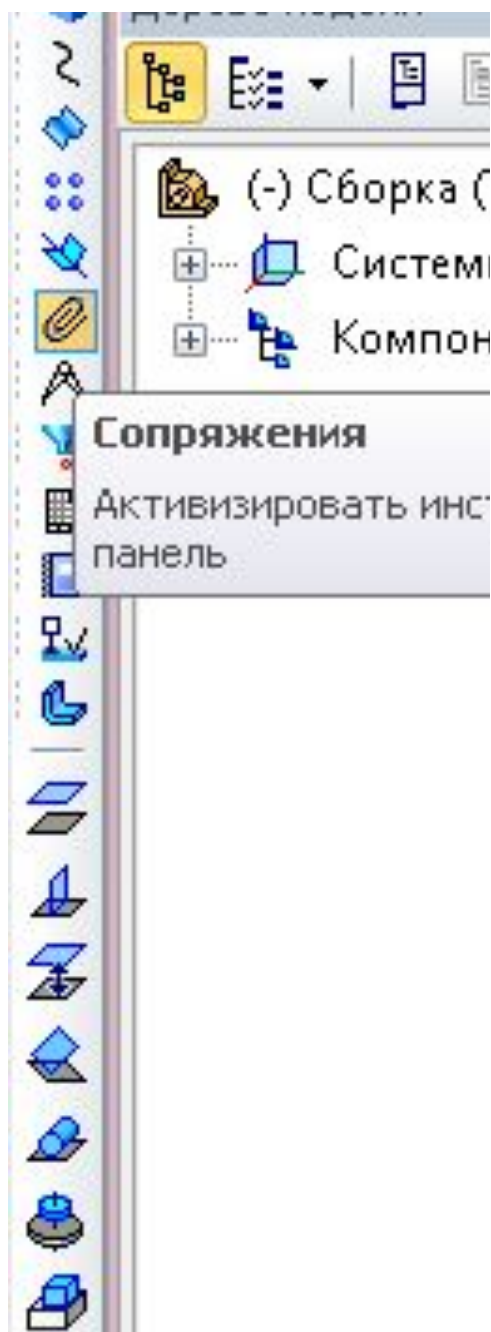 (-) Сборка (
Систем
Компон
Сопряжения
Активизировать инст
панель